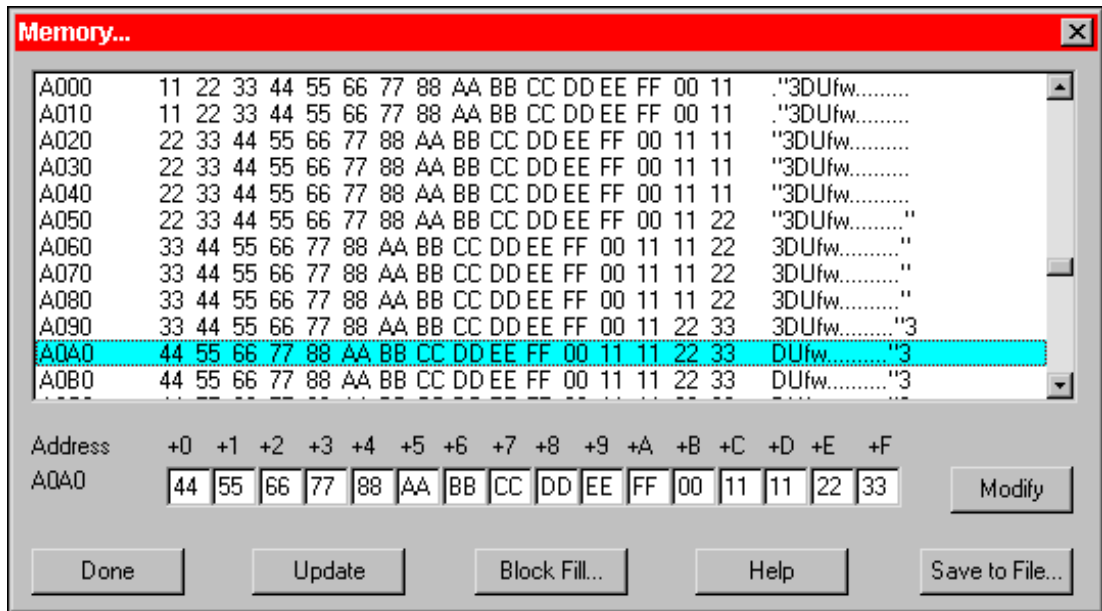 Memory...
A000 11 22 33 44 55 66 77 88 AA BB CC DD EE FF 00 11 ."3DUfw.........
A010 11 22 33 44 55 66 77 88 AA BB CC DD EE FF 00 11 ."3DUfw.........
A020 22 33 44 55 66 77 88 AA BB CC DD EE FF 00 11 11 "3DUfw..........
A030 22 33 44 55 66 77 88 AA BB CC DD EE FF 00 11 11 "3DUfw..........
A040 22 33 44 55 66 77 88 AA BB CC DD EE FF 00 11 11 "3DUfw..........
A050 22 33 44 55 66 77 88 AA BB CC DD EE FF 00 11 22 "3DUfw........."
A060 33 44 55 66 77 88 AA BB CC DD EE FF 00 11 11 22 3DUfw.........."
A070 33 44 55 66 77 88 AA BB CC DD EE FF 00 11 11 22 3DUfw.........."
A080 33 44 55 66 77 88 AA BB CC DD EE FF 00 11 11 22 3DUfw.........."
A090 33 44 55 66 77 88 AA BB CC DD EE FF 00 11 22 33 3DUfw........."3
A0A0 44 55 66 77 88 AA BB CC DD EE FF 00 11 11 22 33 DUfw.........."3
A0B0 44 55 66 77 88 AA BB CC DD EE FF 00 11 11 22 33 DUfw.........."3
Address +0 +1 +2 +3 +4 +5 +6 +7 +8 +9 +A +B +C +D +E +F
A0A0 44 55 66 77 88 AA BB CC DD EE FF 00 11 11 22 33 Modify
Done Update Block Fill... Help Save to File...